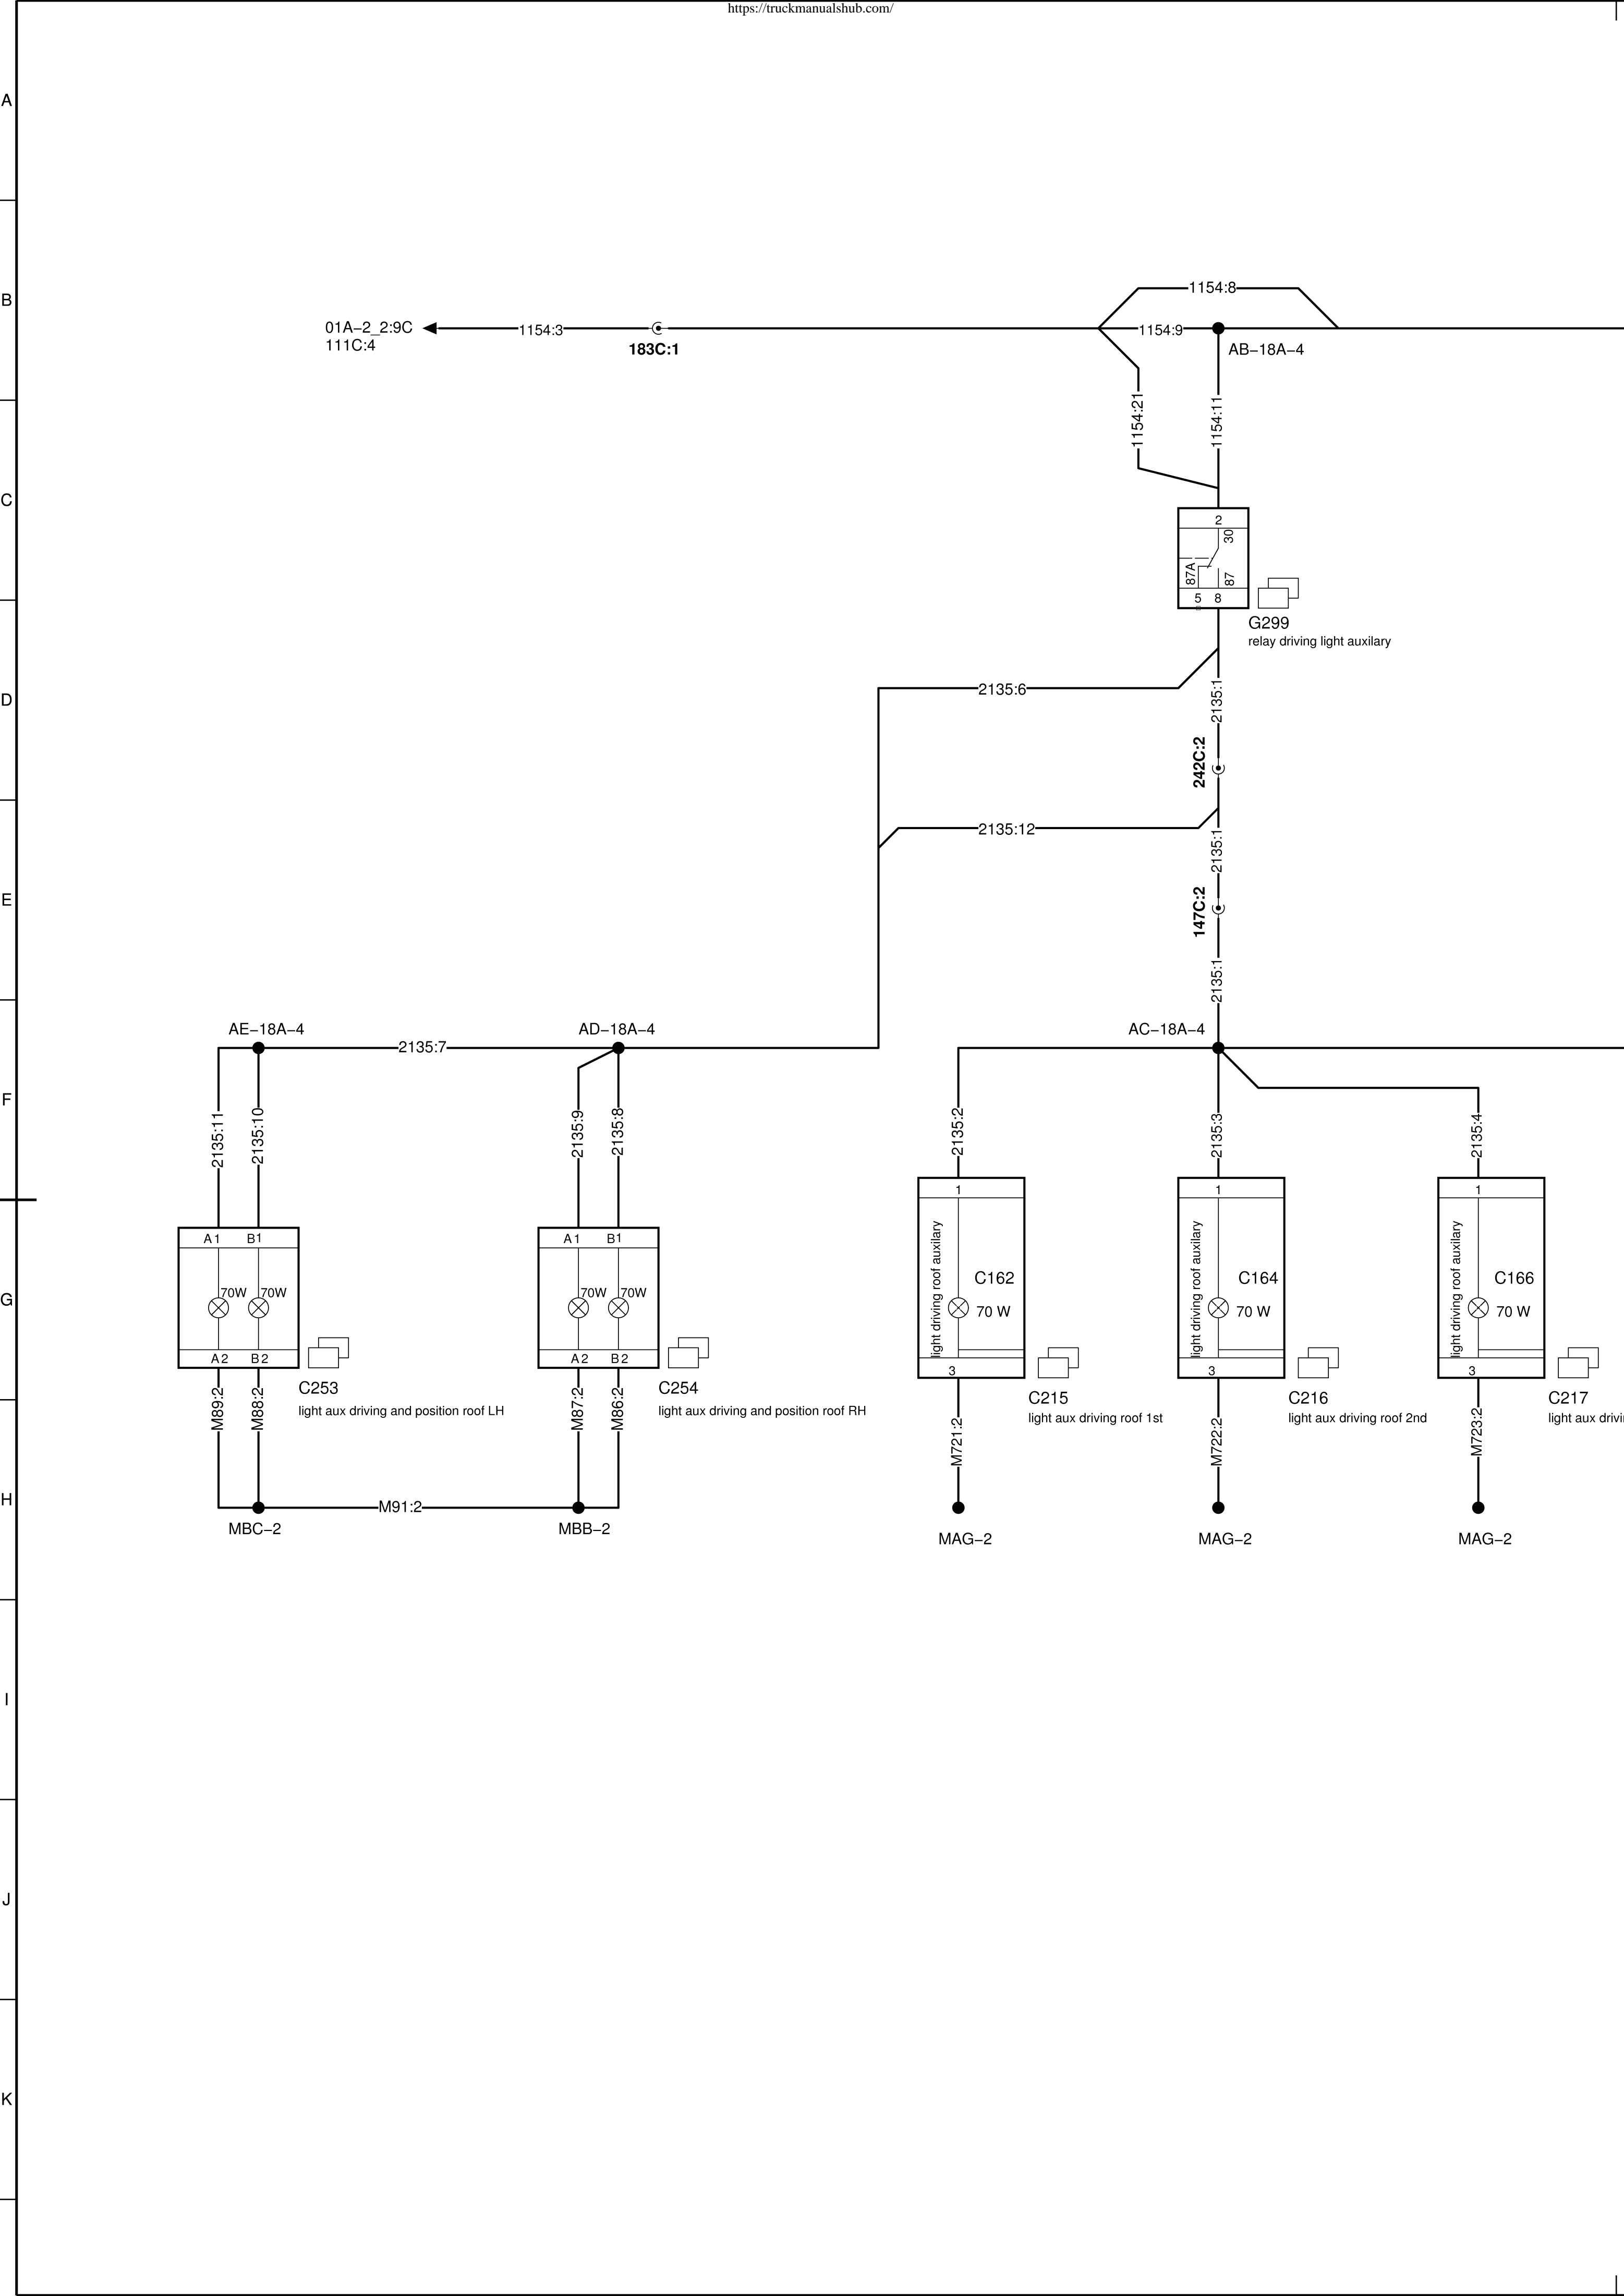 https://truckmanualshub.com/
A
B
1154:8
01A-2_2:9C
111C:4
1154:3
183C:1
1154:9
AB-18A-4
1154:21
1154:11
C
2
30
87A
87
5 8
G299
relay driving light auxilary
D
2135:6
2135:1
242C:2
2135:12
2135:1
E
147C:2
2135:1
AE-18A-4
2135:7
AD-18A-4
AC-18A-4
F
2135:11
2135:10
2135:9
2135:8
2135:2
2135:3
2135:4
G
A1 B1
70W 70W
A2 B2
C253
light aux driving and position roof LH
A1 B1
70W 70W
A2 B2
C254
light aux driving and position roof RH
1
light driving roof auxilary
C162
70 W
3
C215
light aux driving roof 1st
1
light driving roof auxilary
C164
70 W
3
C216
light aux driving roof 2nd
1
light driving roof auxilary
C166
70 W
3
C217
light aux drivi
M89:2
M88:2
M87:2
M86:2
M721:2
M722:2
M723:2
H
M91:2
MBC-2
MBB-2
MAG-2
MAG-2
MAG-2
I
J
K